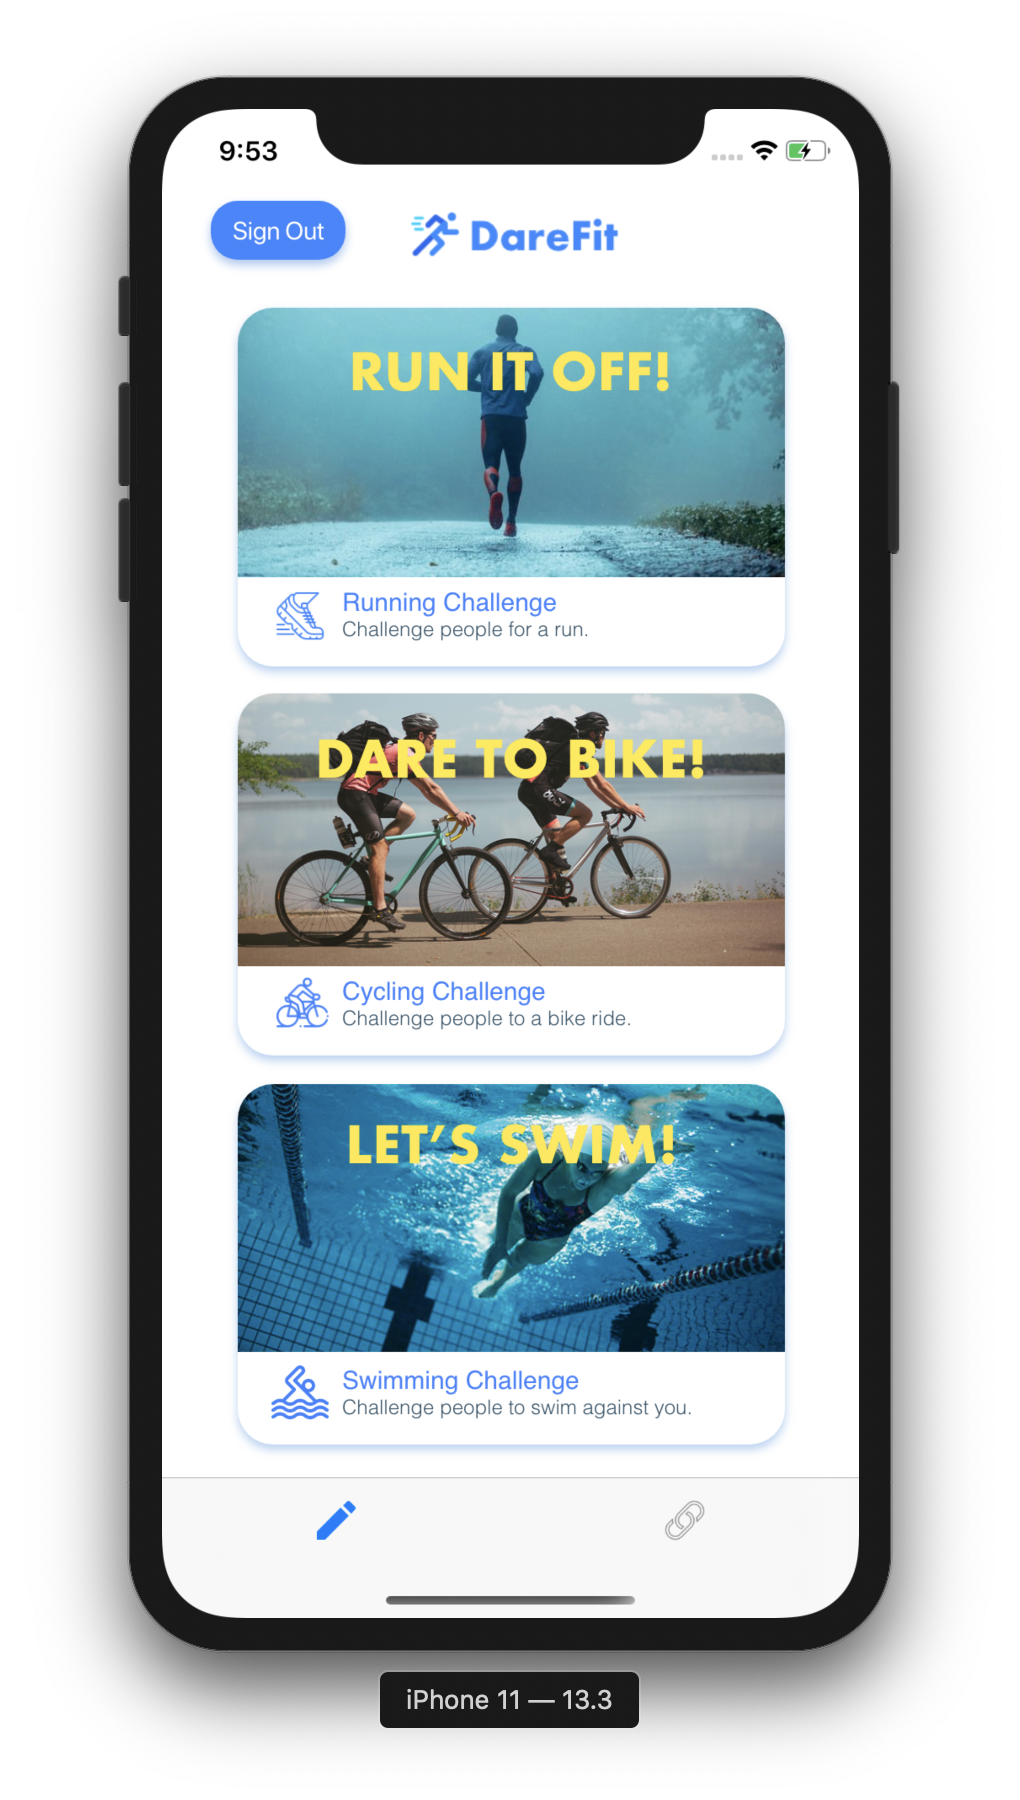 9:53
Sign Out
DareFit
RUN IT OFF!
Running Challenge
Challenge people for a run.
DARE TO BIKE!
Cycling Challenge
Challenge people to a bike ride.
LET'S SWIM!
Swimming Challenge
Challenge people to swim against you.
iPhone 11 — 13.3